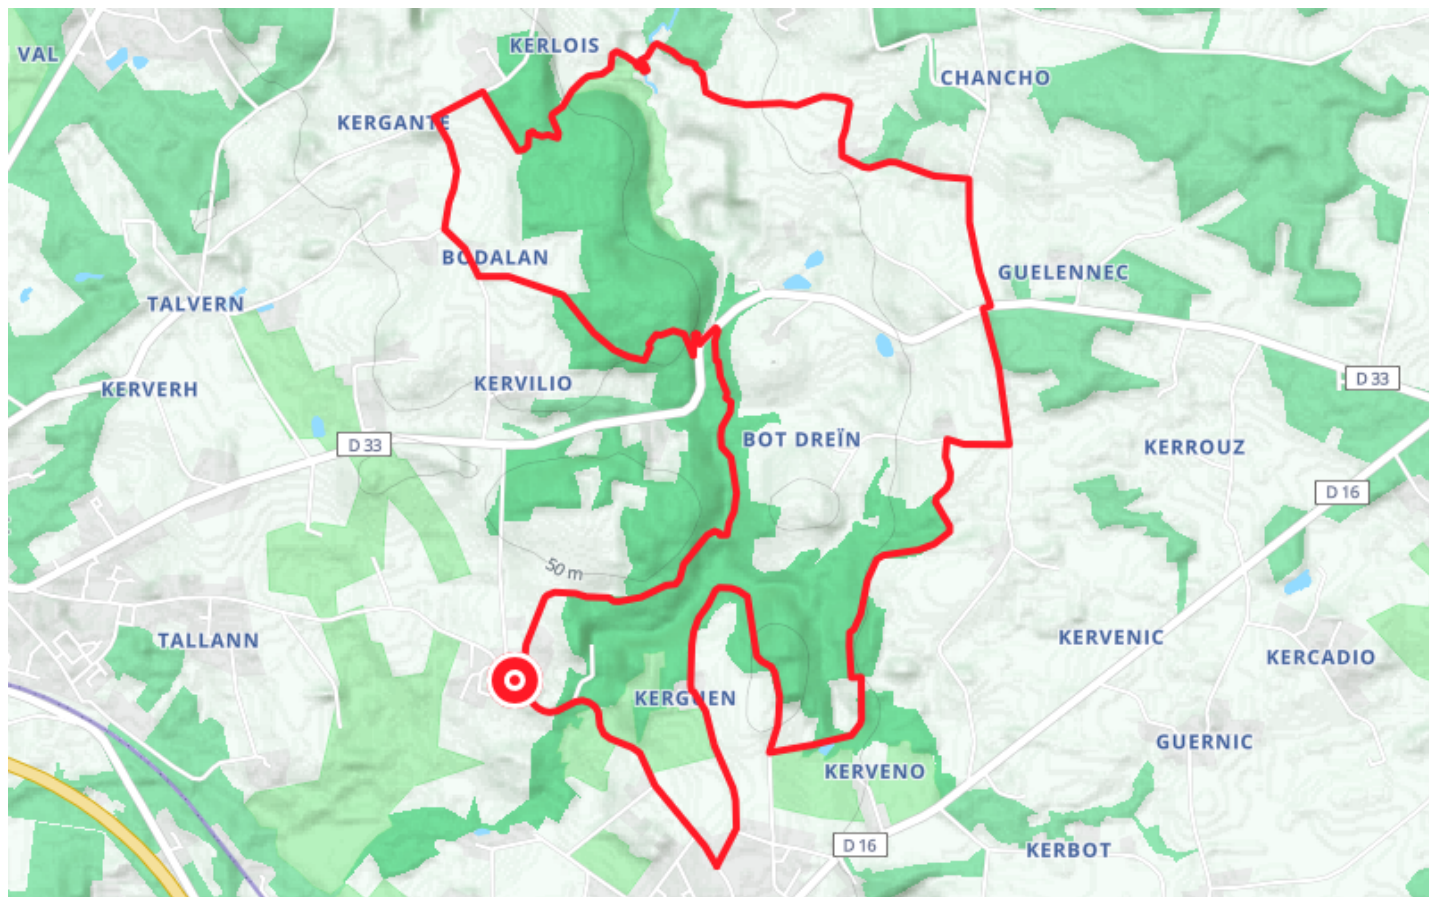 KERLOIS
VAL
CHANCHO
KERGANTE
BODALAN
GUELENNEC
TALVERN
D 33
KERVILIO
KERVERH
BOT DREÏN
D 33
KERROUZ
D 16
50 m
KERVENIC
TALLANN
KERCADIO
KERGUEN
GUERNIC
KERVENO
D 16
KERBOT